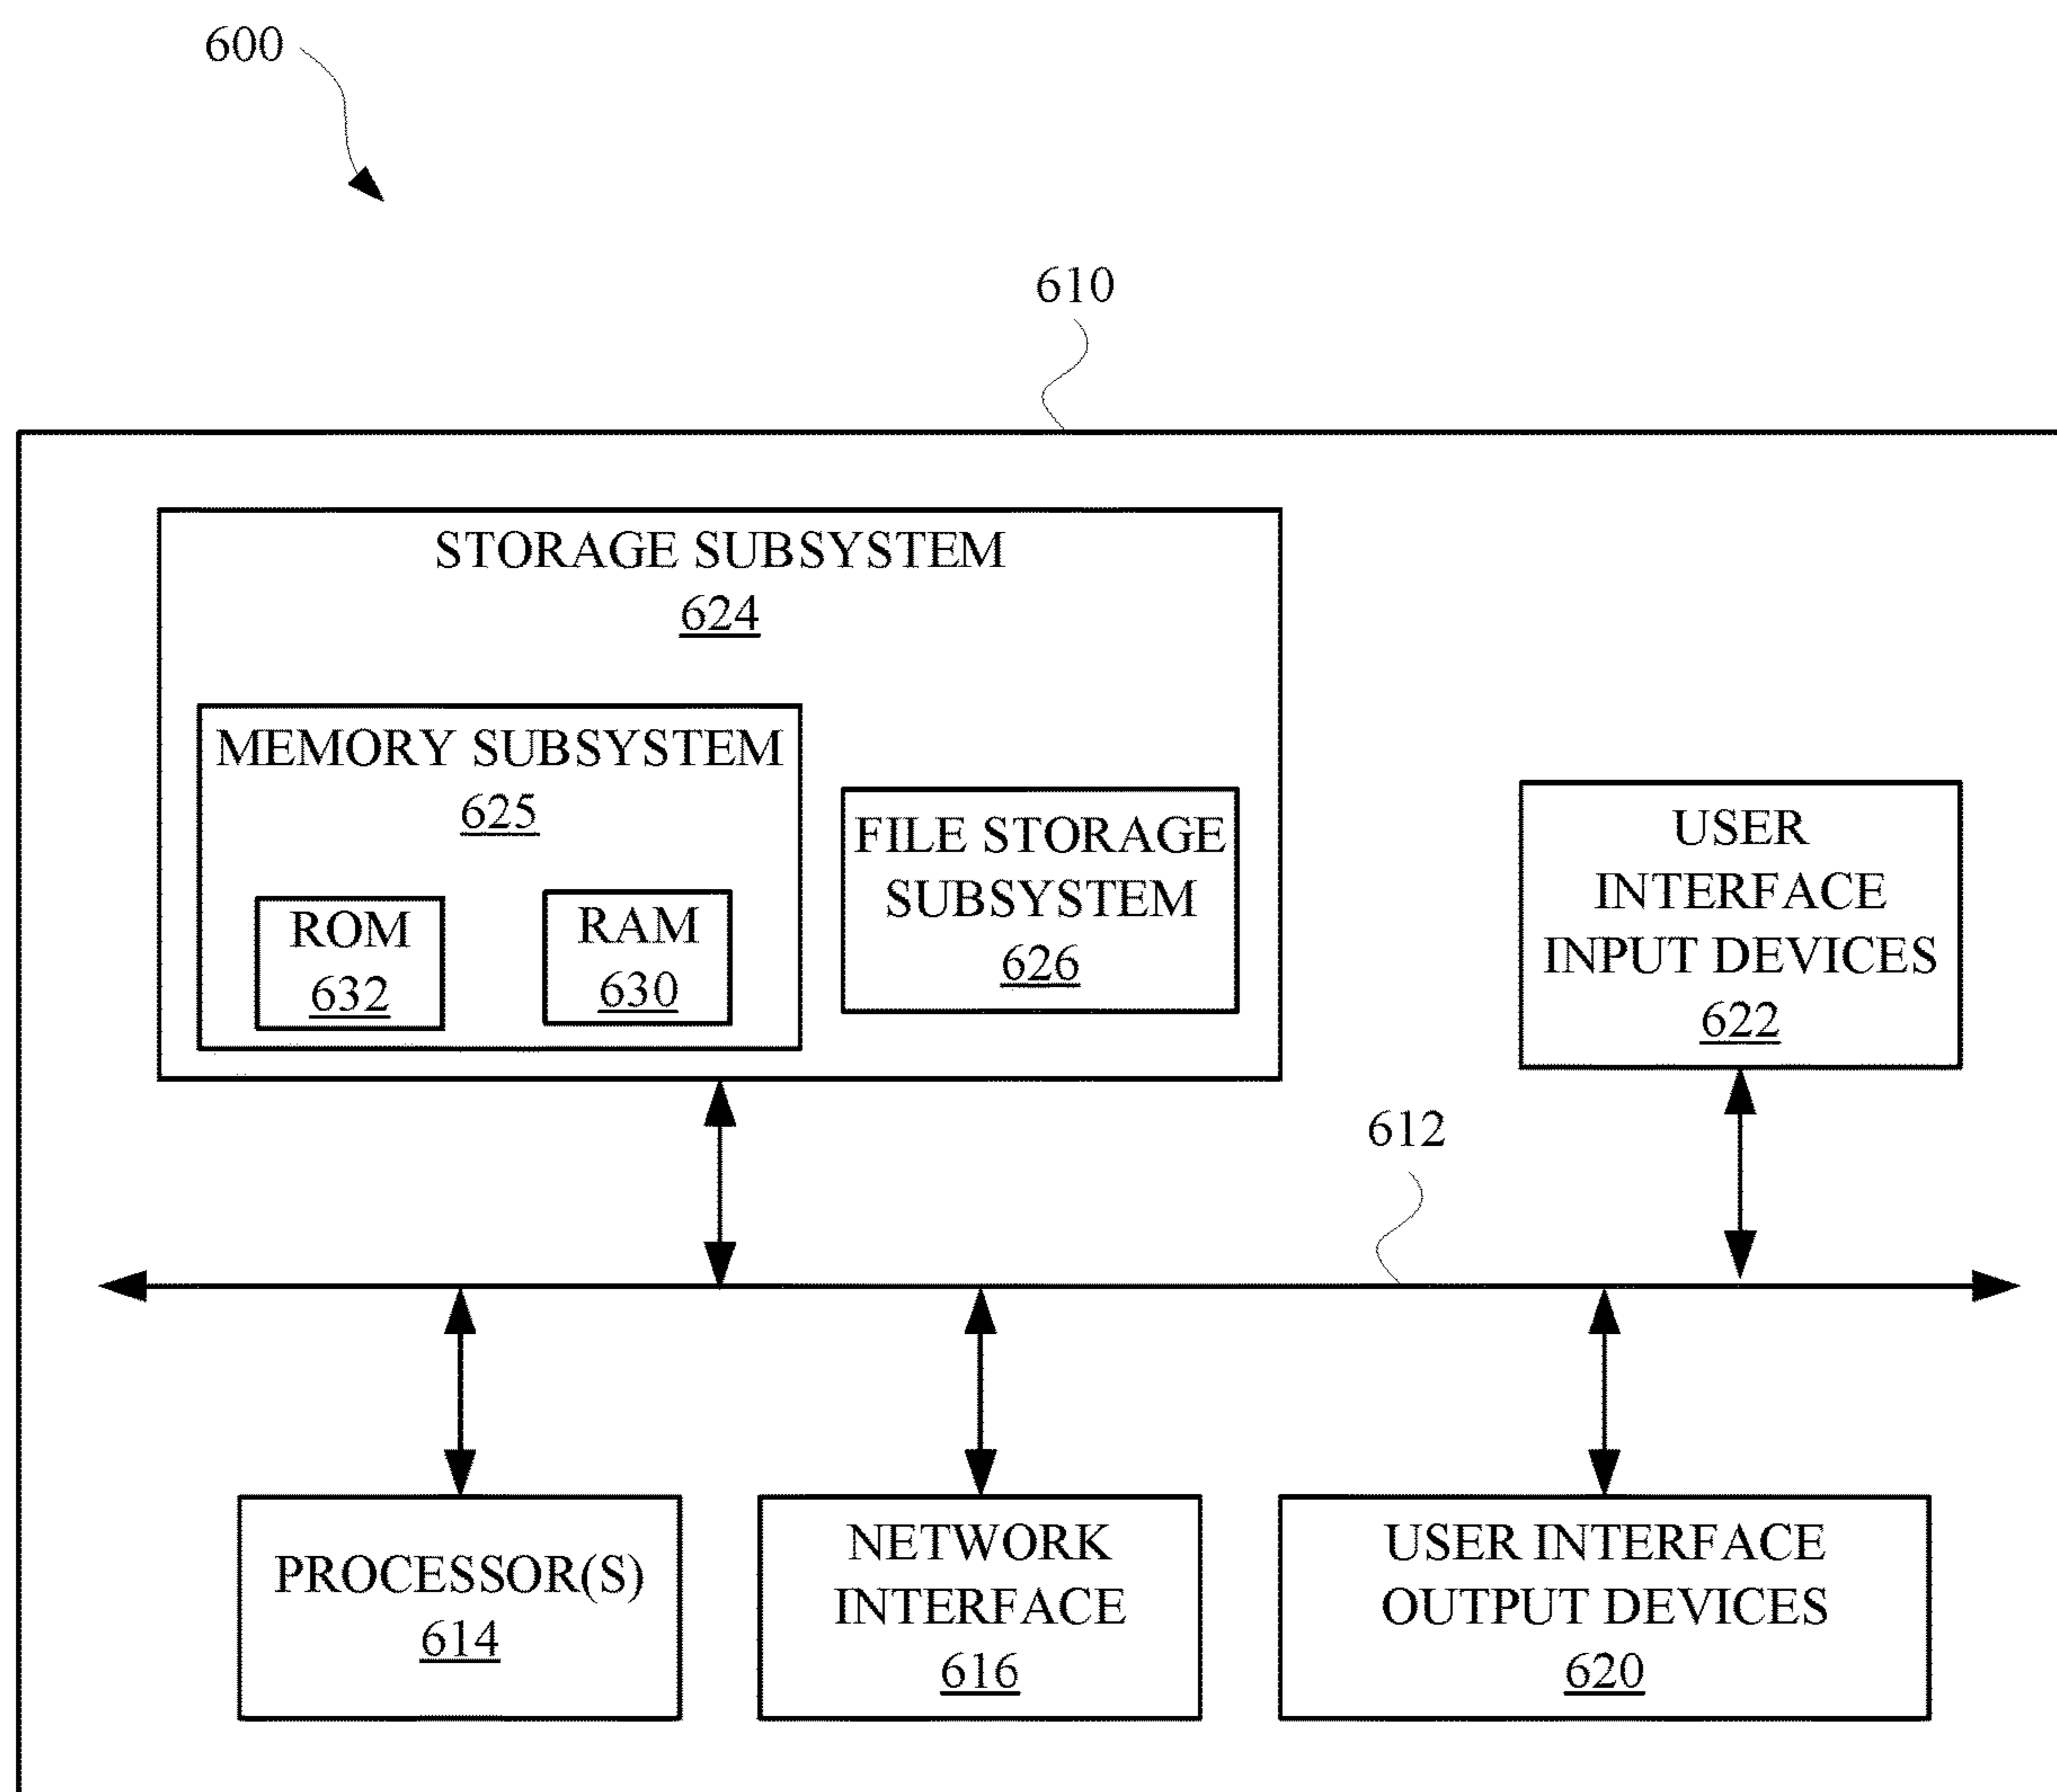 600
610
STORAGE SUBSYSTEM
624
MEMORY SUBSYSTEM
625
ROM
632
RAM
630
FILE STORAGE
SUBSYSTEM
626
USER
INTERFACE
INPUT DEVICES
622
612
PROCESSOR(S)
614
NETWORK
INTERFACE
616
USER INTERFACE
OUTPUT DEVICES
620